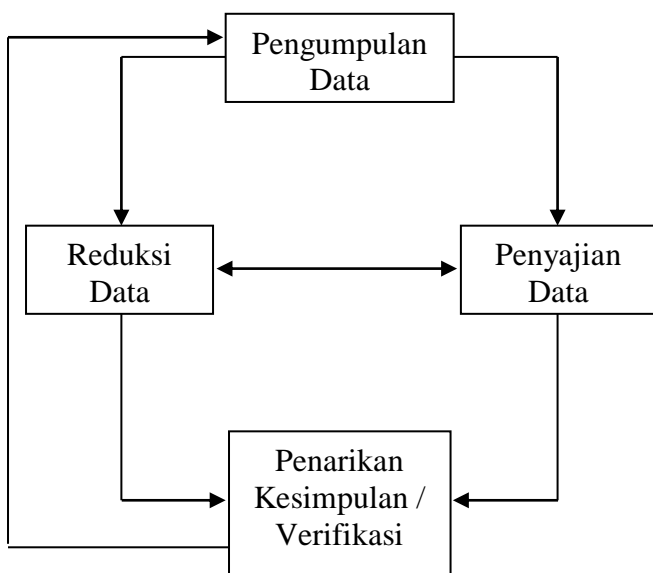 Pengumpulan
Data
Reduksi
Data
Penyajian
Data
Penarikan
Kesimpulan /
Verifikasi